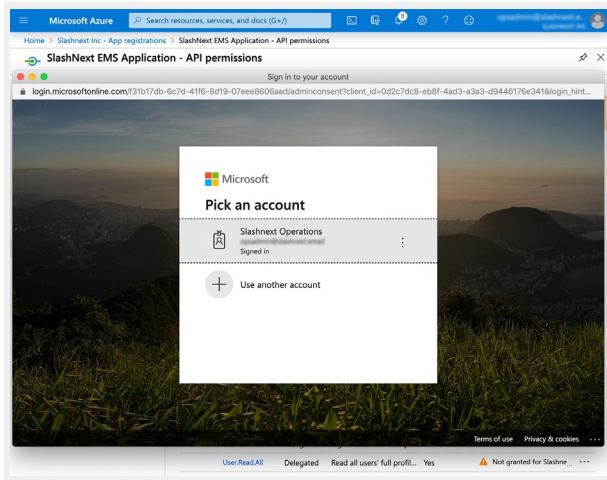 Microsoft Azure
Search resources, services, and docs (G+/)
Home > Slashnext Inc - App registrations > SlashNext EMS Application - API permissions
SlashNext EMS Application - API permissions
Sign in to your account
login.microsoftonline.com/f31b17db-6c7d-41f6-8d19-07eee8606aad/adminconsent?client_id=0d2c7dc8-eb8f-4ad3-a3a3-d9446176e341&login_hint...
Microsoft
Pick an account
Slashnext Operations
Signed in
Use another account
Terms of use Privacy & cookies ...
User.Read.All Delegated Read all users' full profil... Yes Not granted for Slashne... ...